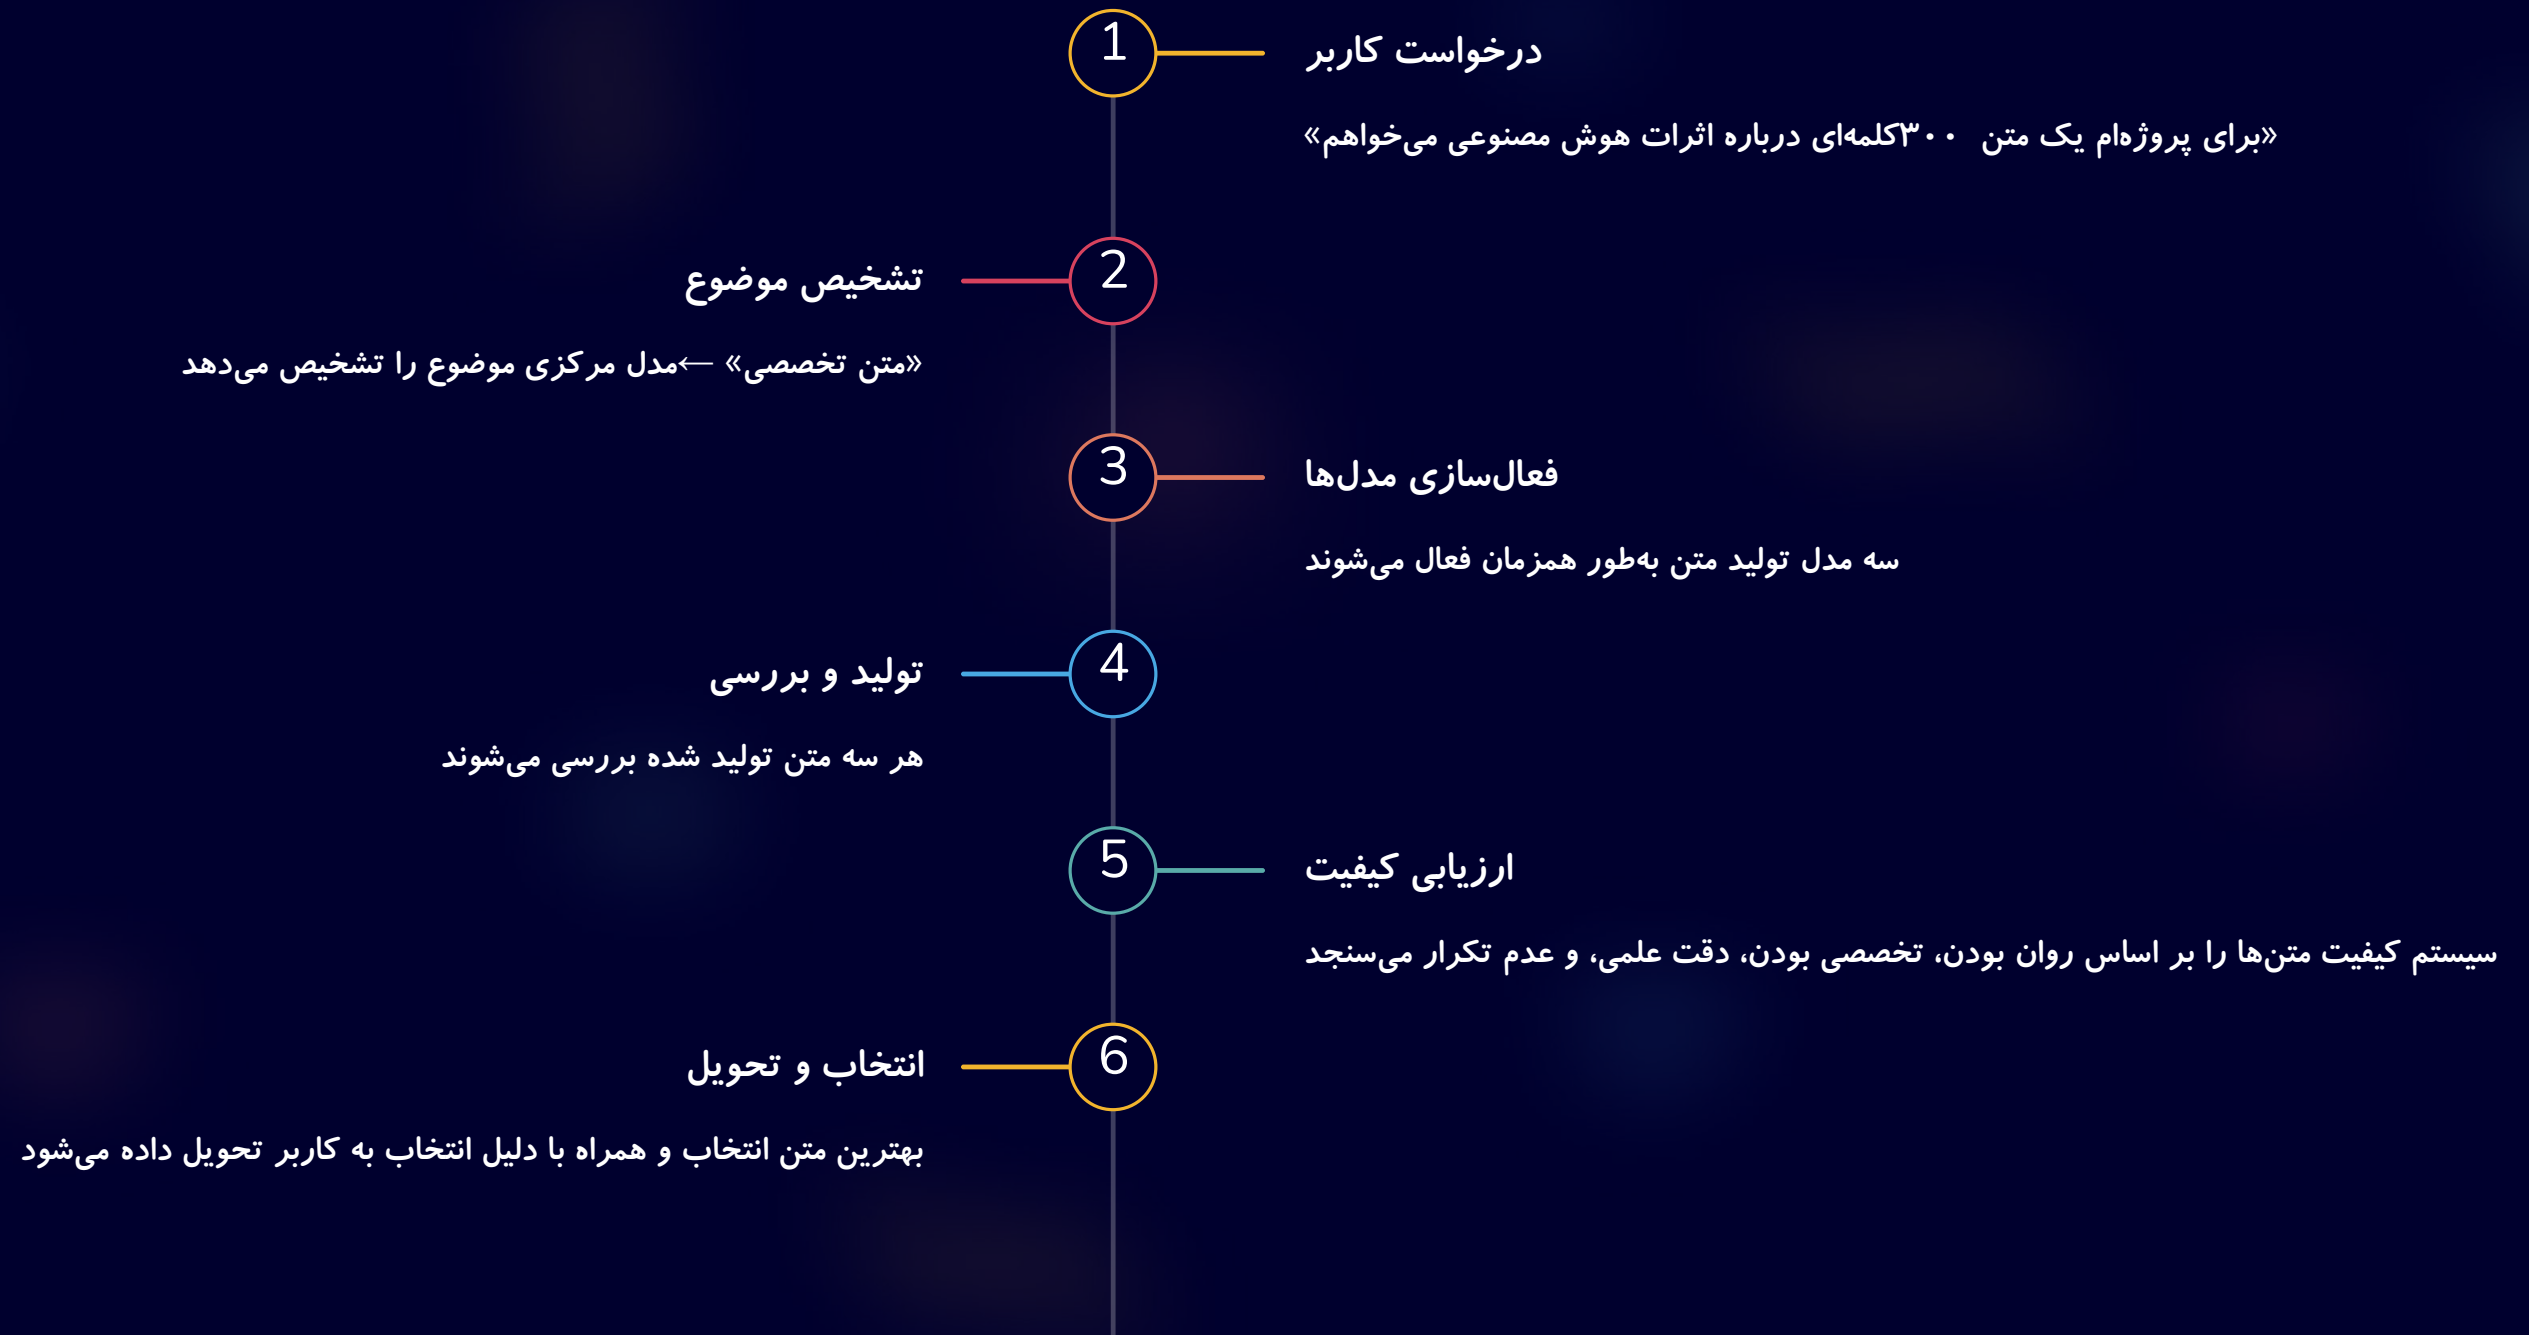 1
درخواست کاربر
«برای پروژه‌ام یک متن ۳۰۰کلمه‌ای درباره اثرات هوش مصنوعی می‌خواهم»
2
تشخیص موضوع
«متن تخصصی» ←مدل مرکزی موضوع را تشخیص می‌دهد
3
فعال‌سازی مدل‌ها
سه مدل تولید متن به‌طور همزمان فعال می‌شوند
4
تولید و بررسی
هر سه متن تولید شده بررسی می‌شوند
5
ارزیابی کیفیت
سیستم کیفیت متن‌ها را بر اساس روان بودن، تخصصی بودن، دقت علمی، و عدم تکرار می‌سنجد
6
انتخاب و تحویل
بهترین متن انتخاب و همراه با دلیل انتخاب به کاربر تحویل داده می‌شود